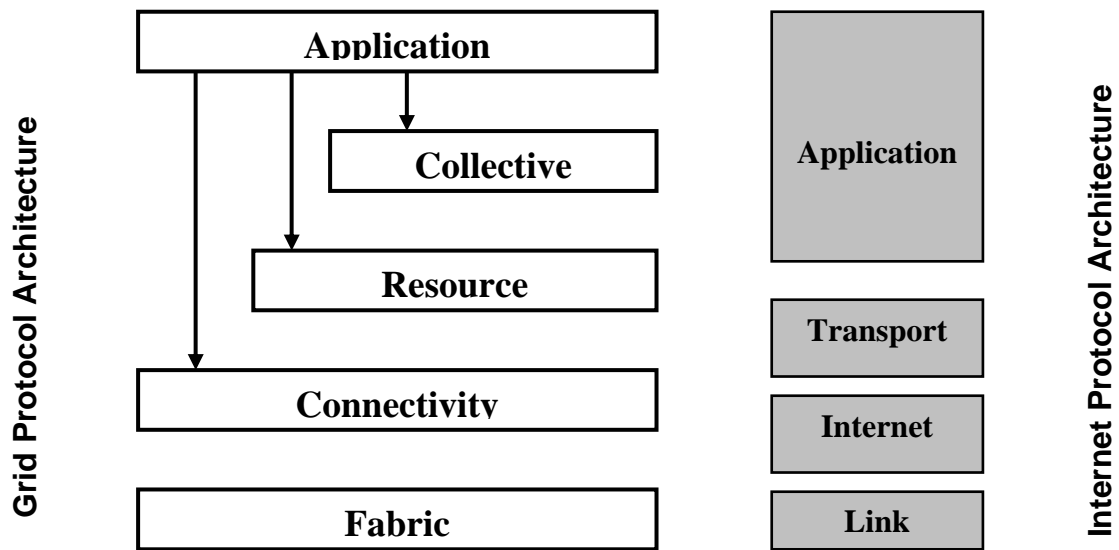 Grid Protocol Architecture
Application
Collective
Resource
Connectivity
Fabric
Application
Transport
Internet
Link
Internet Protocol Architecture